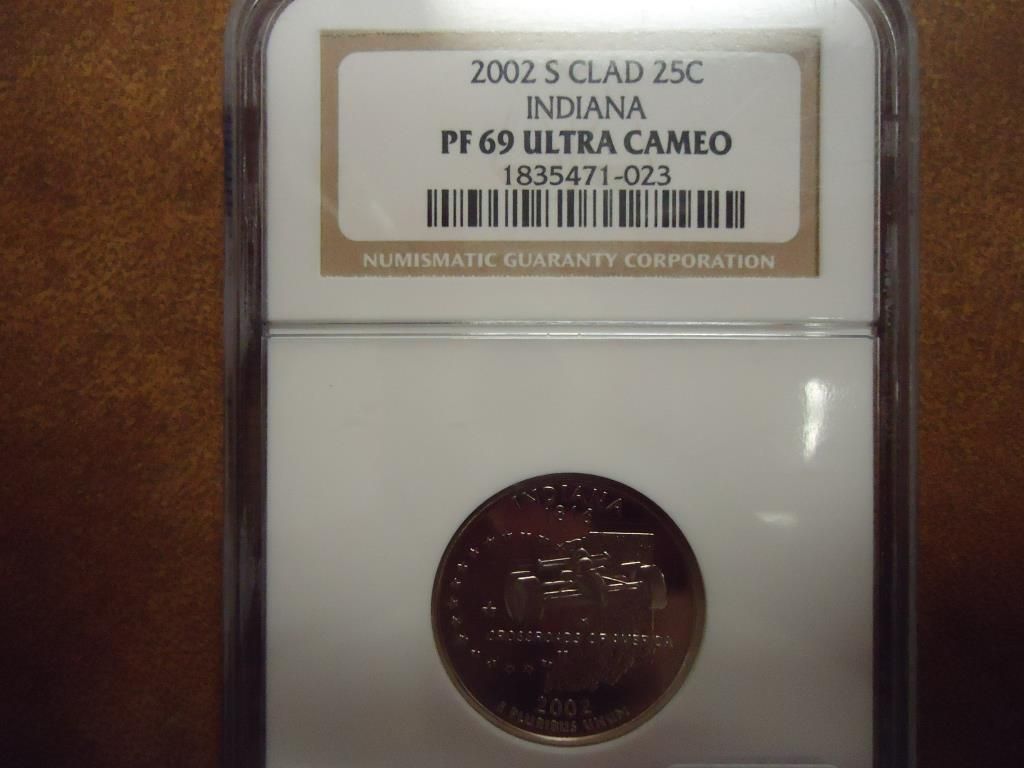 2002 S CLAD 25C
INDIANA
PF 69 ULTRA CAMEO
1835471-023
NUMISMATIC GUARANTY CORPORATION
INDIANA
1816
CROSSROADS OF AMERICA
2002
E PLURIBUS UNUM